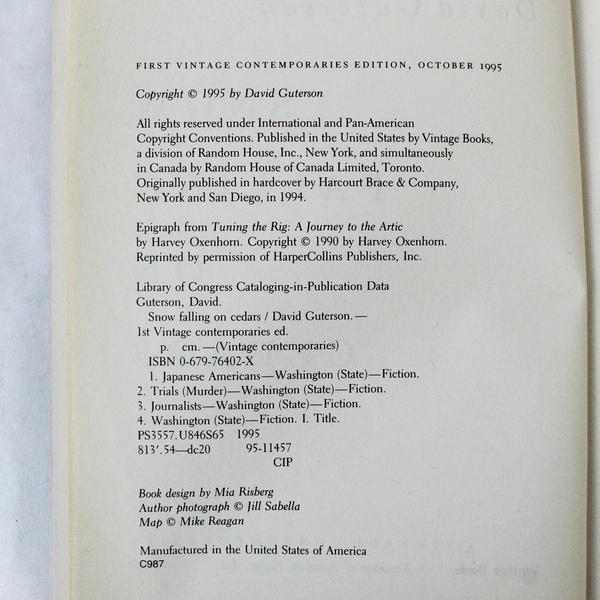 FIRST VINTAGE CONTEMPORARIES EDITION, OCTOBER 1995
Copyright © 1995 by David Guterson
All rights reserved under International and Pan-American
Copyright Conventions. Published in the United States by Vintage Books,
a division of Random House, Inc., New York, and simultaneously
in Canada by Random House of Canada Limited, Toronto.
Originally published in hardcover by Harcourt Brace & Company,
New York and San Diego, in 1994.
Epigraph from Tuning the Rig: A Journey to the Artic
by Harvey Oxenhorn. Copyright © 1990 by Harvey Oxenhorn.
Reprinted by permission of HarperCollins Publishers, Inc.
Library of Congress Cataloging-in-Publication Data
Guterson, David.
Snow falling on cedars / David Guterson.—
1st Vintage contemporaries ed.
p. cm.—(Vintage contemporaries)
ISBN 0-679-76402-X
1. Japanese Americans—Washington (State)—Fiction.
2. Trials (Murder)—Washington (State)—Fiction.
3. Journalists—Washington (State)—Fiction.
4. Washington (State)—Fiction. I. Title.
PS3557.U846S65 1995
813'.54—dc20 95-11457
CIP
Book design by Mia Risberg
Author photograph © Jill Sabella
Map © Mike Reagan
Manufactured in the United States of America
C987